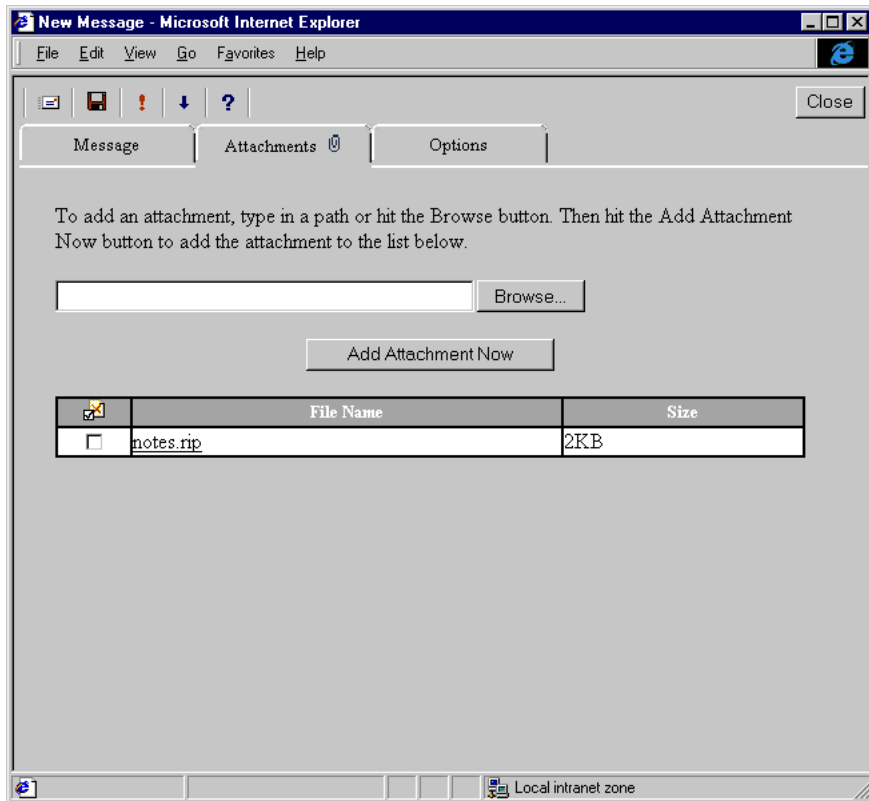 New Message - Microsoft Internet Explorer
File Edit View Go Favorites Help
! ? Close
Message Attachments Options
To add an attachment, type in a path or hit the Browse button. Then hit the Add Attachment
Now button to add the attachment to the list below.
Browse...
Add Attachment Now
File Name Size
notes.rip 2KB
Local intranet zone